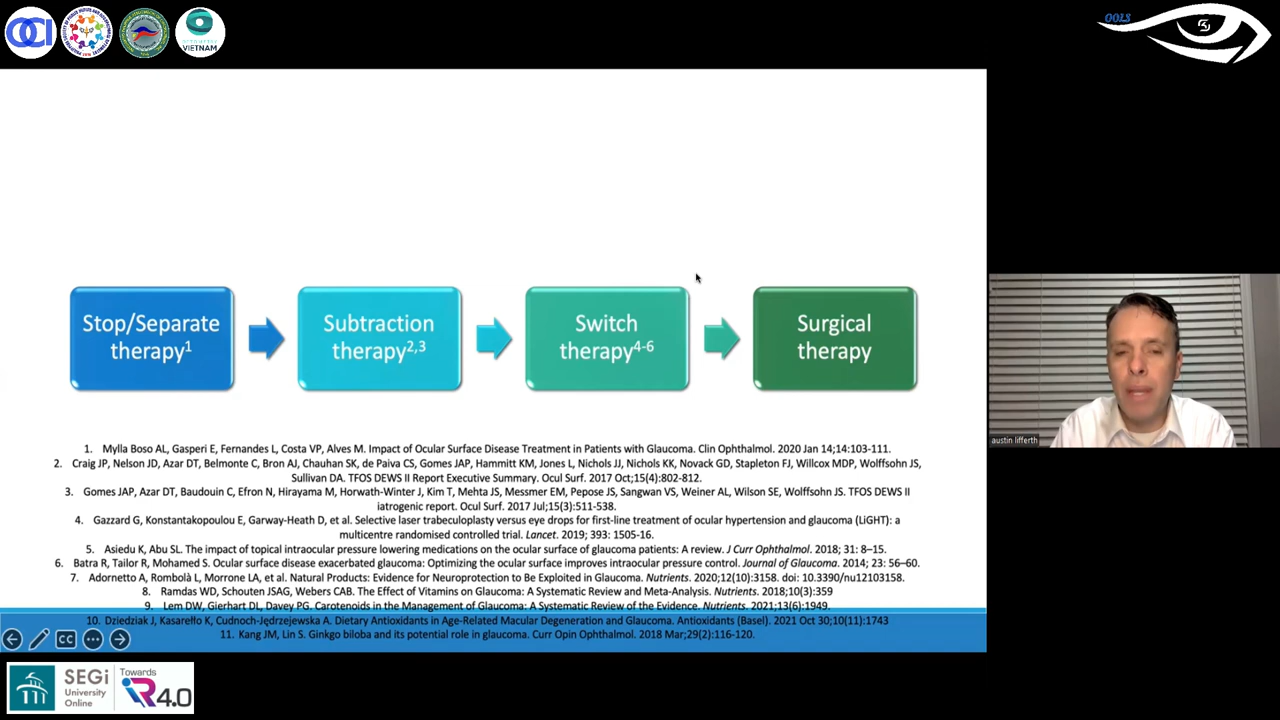 OCI
VIETNAM
OOLS
Stop/Separate
therapy1
Subtraction
therapy2,3
Switch
therapy4-6
Surgical
therapy
1. Mylla Boso AL, Gasperi E, Fernandes L, Costa VP, Alves M. Impact of Ocular Surface Disease Treatment in Patients with Glaucoma. Clin Ophthalmol. 2020 Jan 14;14:103-111.
2. Craig JP, Nelson JD, Azar DT, Belmonte C, Bron AJ, Chauhan SK, de Paiva CS, Gomes JAP, Hammitt KM, Jones L, Nichols JJ, Nichols KK, Novack GD, Stapleton FJ, Willcox MDP, Wolffsohn JS,
Sullivan DA. TFOS DEWS II Report Executive Summary. Ocul Surf. 2017 Oct;15(4):802-812.
3. Gomes JAP, Azar DT, Baudouin C, Efron N, Hirayama M, Horwath-Winter J, Kim T, Mehta JS, Messmer EM, Pepose JS, Sangwan VS, Weiner AL, Wilson SE, Wolffsohn JS. TFOS DEWS II
iatrogenic report. Ocul Surf. 2017 Jul;15(3):511-538.
4. Gazzard G, Konstantakopoulou E, Garway-Heath D, et al. Selective laser trabeculoplasty versus eye drops for first-line treatment of ocular hypertension and glaucoma (LiGHT): a
multicentre randomised controlled trial. Lancet. 2019; 393: 1505-16.
5. Asiedu K, Abu SL. The impact of topical intraocular pressure lowering medications on the ocular surface of glaucoma patients: A review. J Curr Ophthalmol. 2018; 31: 8–15.
6. Batra R, Tailor R, Mohamed S. Ocular surface disease exacerbated glaucoma: Optimizing the ocular surface improves intraocular pressure control. Journal of Glaucoma. 2014; 23: 56–60.
7. Adornetto A, Rombolà L, Morrone LA, et al. Natural Products: Evidence for Neuroprotection to Be Exploited in Glaucoma. Nutrients. 2020;12(10):3158. doi: 10.3390/nu12103158.
8. Ramdas WD, Schouten JSAG, Webers CAB. The Effect of Vitamins on Glaucoma: A Systematic Review and Meta-Analysis. Nutrients. 2018;10(3):359
9. Lem DW, Gierhart DL, Davey PG. Carotenoids in the Management of Glaucoma: A Systematic Review of the Evidence. Nutrients. 2021;13(6):1949.
10. Dziedziak J, Kasarełło K, Cudnoch-Jędrzejewska A. Dietary Antioxidants in Age-Related Macular Degeneration and Glaucoma. Antioxidants (Basel). 2021 Oct 30;10(11):1743
11. Kang JM, Lin S. Ginkgo biloba and its potential role in glaucoma. Curr Opin Ophthalmol. 2018 Mar;29(2):116-120.
CC
austin lifferth
SEGi
University
Online
Towards
iR4.0